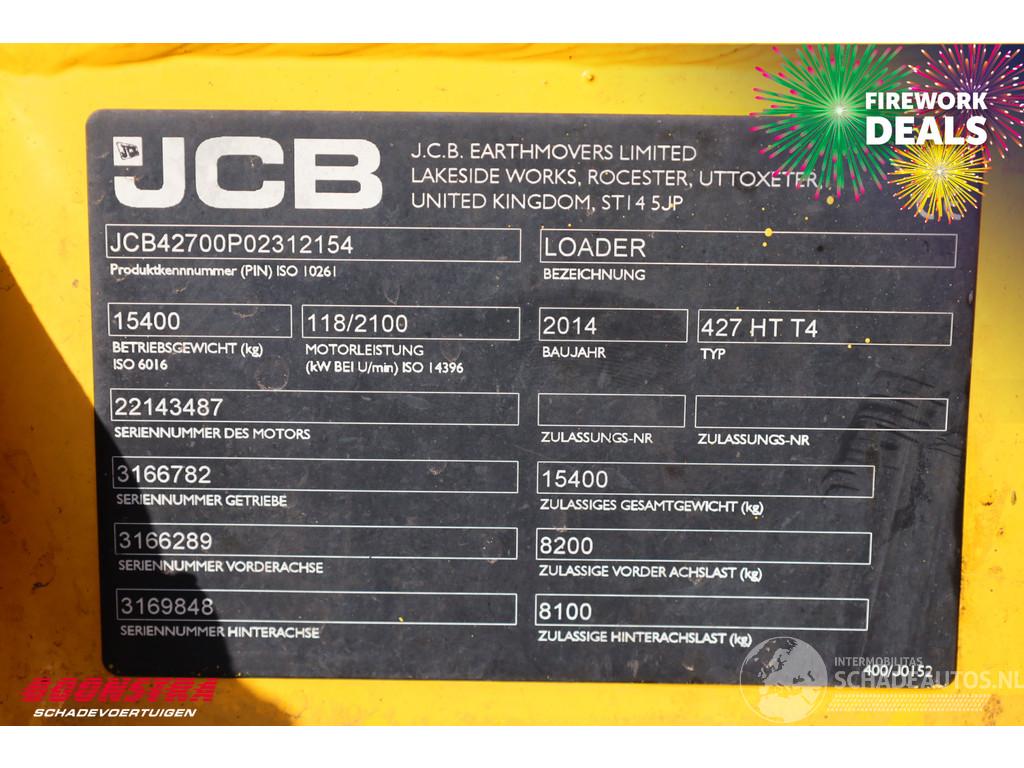 FIREWORK
DEALS
JCB
J.C.B. EARTHMOVERS LIMITED
LAKESIDE WORKS, ROCESTER, UTTOXETER,
UNITED KINGDOM, ST14 5JP
JCB42700P02312154
LOADER
Produktkennnummer (PIN) ISO 10261
BEZEICHNUNG
15400
118/2100
2014
427 HT T4
BETRIEBSGEWICHT (kg)
ISO 6016
MOTORLEISTUNG
(kW BEI U/min) ISO 14396
BAUJAHR
TYP
22143487
SERIENNUMMER DES MOTORS
ZULASSUNGS-NR
ZULASSUNGS-NR
3166782
15400
SERIENNUMMER GETRIEBE
ZULASSIGES GESAMTGEWICHT (kg)
3166289
8200
SERIENNUMMER VORDERACHSE
ZULASSIGE VORDER ACHSLAST (kg)
3169848
8100
SERIENNUMMER HINTERACHSE
ZULASSIGE HINTERACHSLAST (kg)
400/J0152
BOONSTRA
SCHADEVOERTUIGEN
INTERMOBILITAS
SCHADEAUTOS.NL